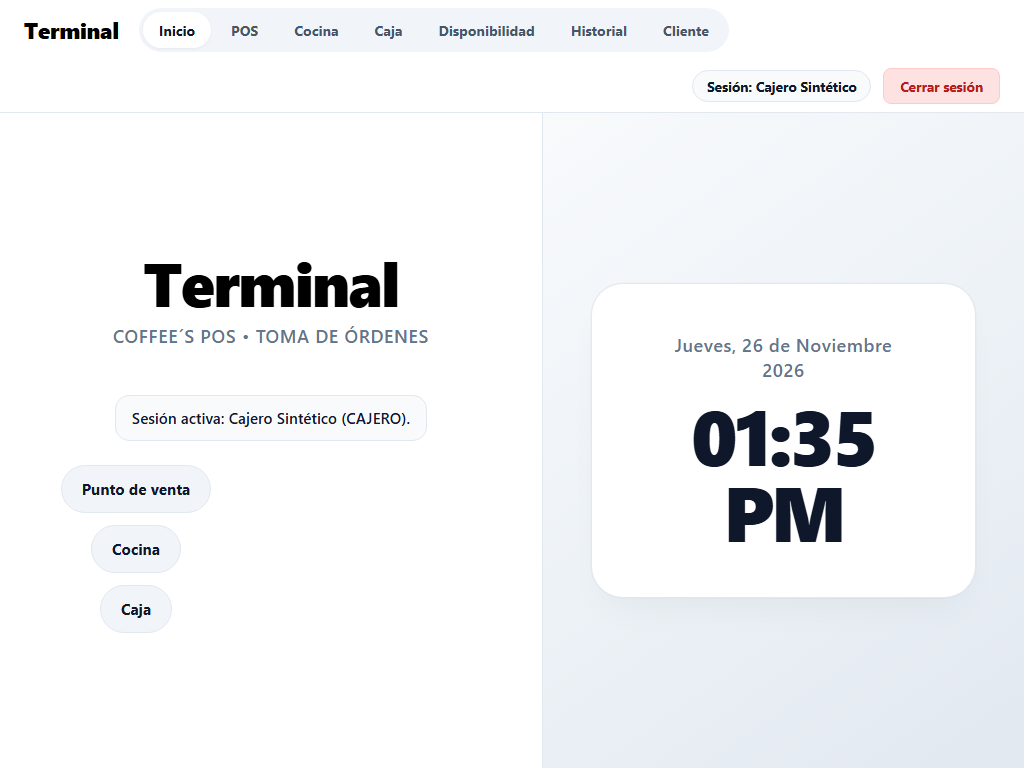 Terminal
Inicio
POS
Cocina
Caja
Disponibilidad
Historial
Cliente
Sesión: Cajero Sintético
Cerrar sesión
Terminal
COFFEE´S POS • TOMA DE ÓRDENES
Sesión activa: Cajero Sintético (CAJERO).
Punto de venta
Cocina
Caja
Jueves, 26 de Noviembre
2026
01:35
PM